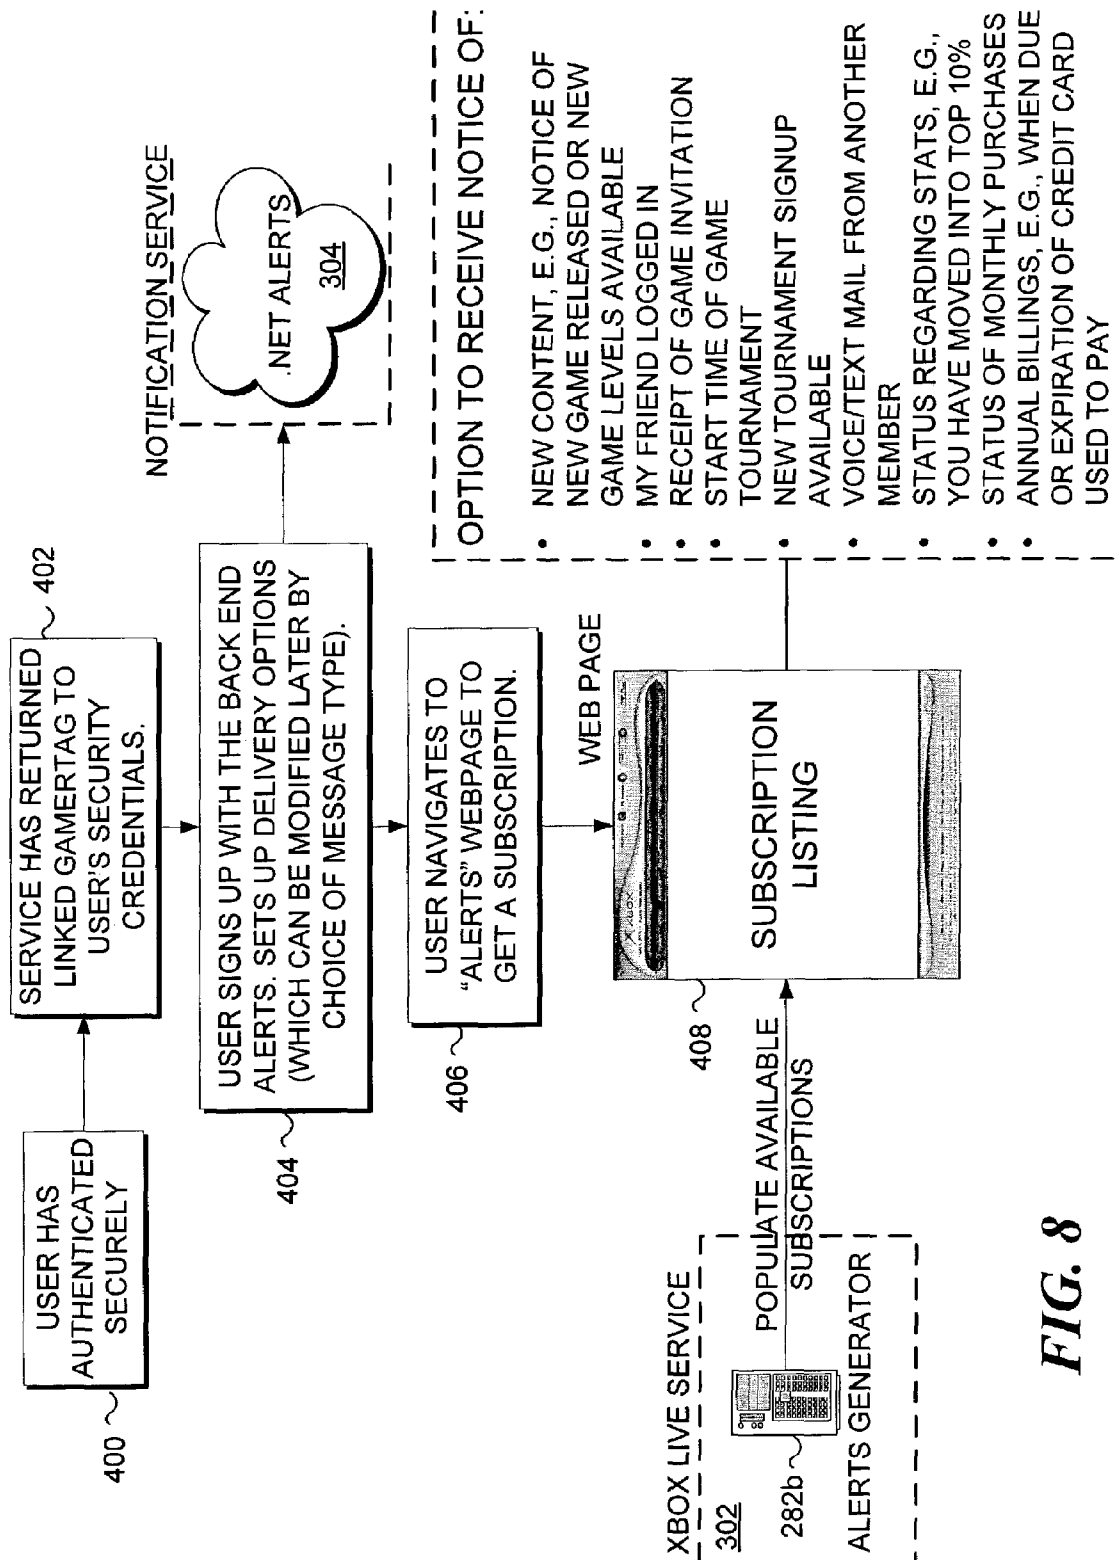 USER HAS
AUTHENTICATED
SECURELY
400
SERVICE HAS RETURNED
LINKED GAMERTAG TO
USER'S SECURITY
CREDENTIALS.
402
USER SIGNS UP WITH THE BACK END
ALERTS. SETS UP DELIVERY OPTIONS
(WHICH CAN BE MODIFIED LATER BY
CHOICE OF MESSAGE TYPE).
404
NOTIFICATION SERVICE
.NET ALERTS
304
USER NAVIGATES TO
"ALERTS" WEBPAGE TO
GET A SUBSCRIPTION.
406
WEB PAGE
XBOX
SUBSCRIPTION
LISTING
408
XBOX LIVE SERVICE
302
282b
ALERTS GENERATOR
POPULATE AVAILABLE
SUBSCRIPTIONS
OPTION TO RECEIVE NOTICE OF:
• NEW CONTENT, E.G., NOTICE OF
NEW GAME RELEASED OR NEW
GAME LEVELS AVAILABLE
• MY FRIEND LOGGED IN
• RECEIPT OF GAME INVITATION
• START TIME OF GAME
TOURNAMENT
• NEW TOURNAMENT SIGNUP
AVAILABLE
• VOICE/TEXT MAIL FROM ANOTHER
MEMBER
• STATUS REGARDING STATS, E.G.,
YOU HAVE MOVED INTO TOP 10%
• STATUS OF MONTHLY PURCHASES
• ANNUAL BILLINGS, E.G., WHEN DUE
OR EXPIRATION OF CREDIT CARD
USED TO PAY
FIG. 8